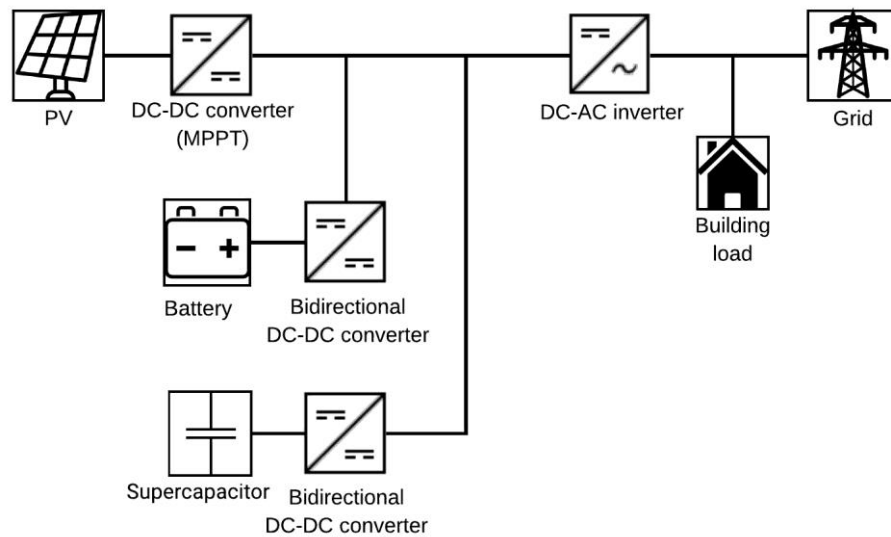 PV
DC-DC converter
(MPPT)
DC-AC inverter
Grid
Building
load
Battery
Bidirectional
DC-DC converter
Supercapacitor
Bidirectional
DC-DC converter